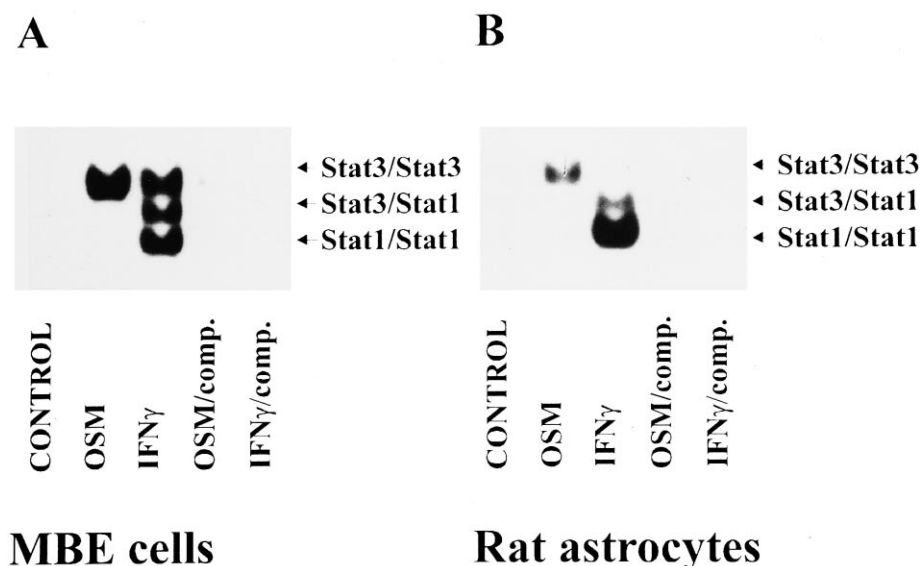 A
B
Stat3/Stat3
Stat3/Stat1
Stat1/Stat1
Stat3/Stat3
Stat3/Stat1
Stat1/Stat1
CONTROL
OSM
IFNγ
OSM/comp.
IFNγ/comp.
CONTROL
OSM
IFNγ
OSM/comp.
IFNγ/comp.
MBE cells
Rat astrocytes